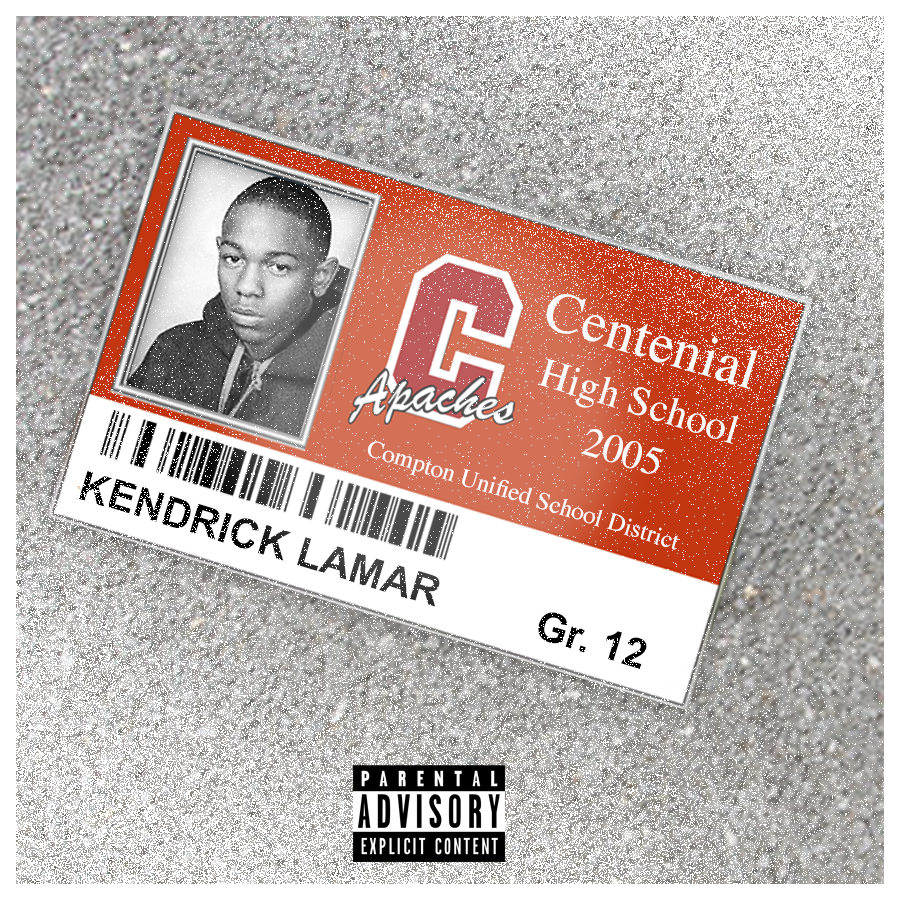 C
Apaches
Centenial
High School
2005
Compton Unified School District
KENDRICK LAMAR
Gr. 12
PARENTAL
ADVISORY
EXPLICIT CONTENT